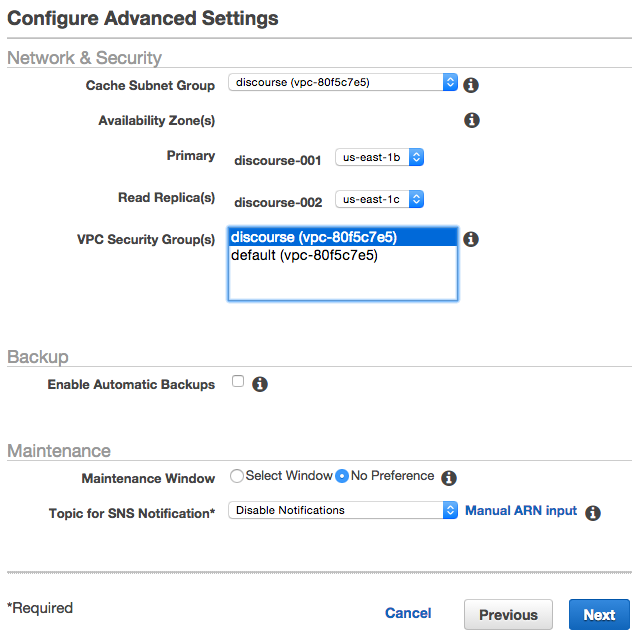 Configure Advanced Settings
Network & Security
Cache Subnet Group discourse (vpc-80f5c7e5)
Availability Zone(s)
Primary discourse-001 us-east-1b
Read Replica(s) discourse-002 us-east-1c
VPC Security Group(s) discourse (vpc-80f5c7e5)
default (vpc-80f5c7e5)
Backup
Enable Automatic Backups
Maintenance
Maintenance Window Select Window No Preference
Topic for SNS Notification* Disable Notifications Manual ARN input
*Required Cancel Previous Next